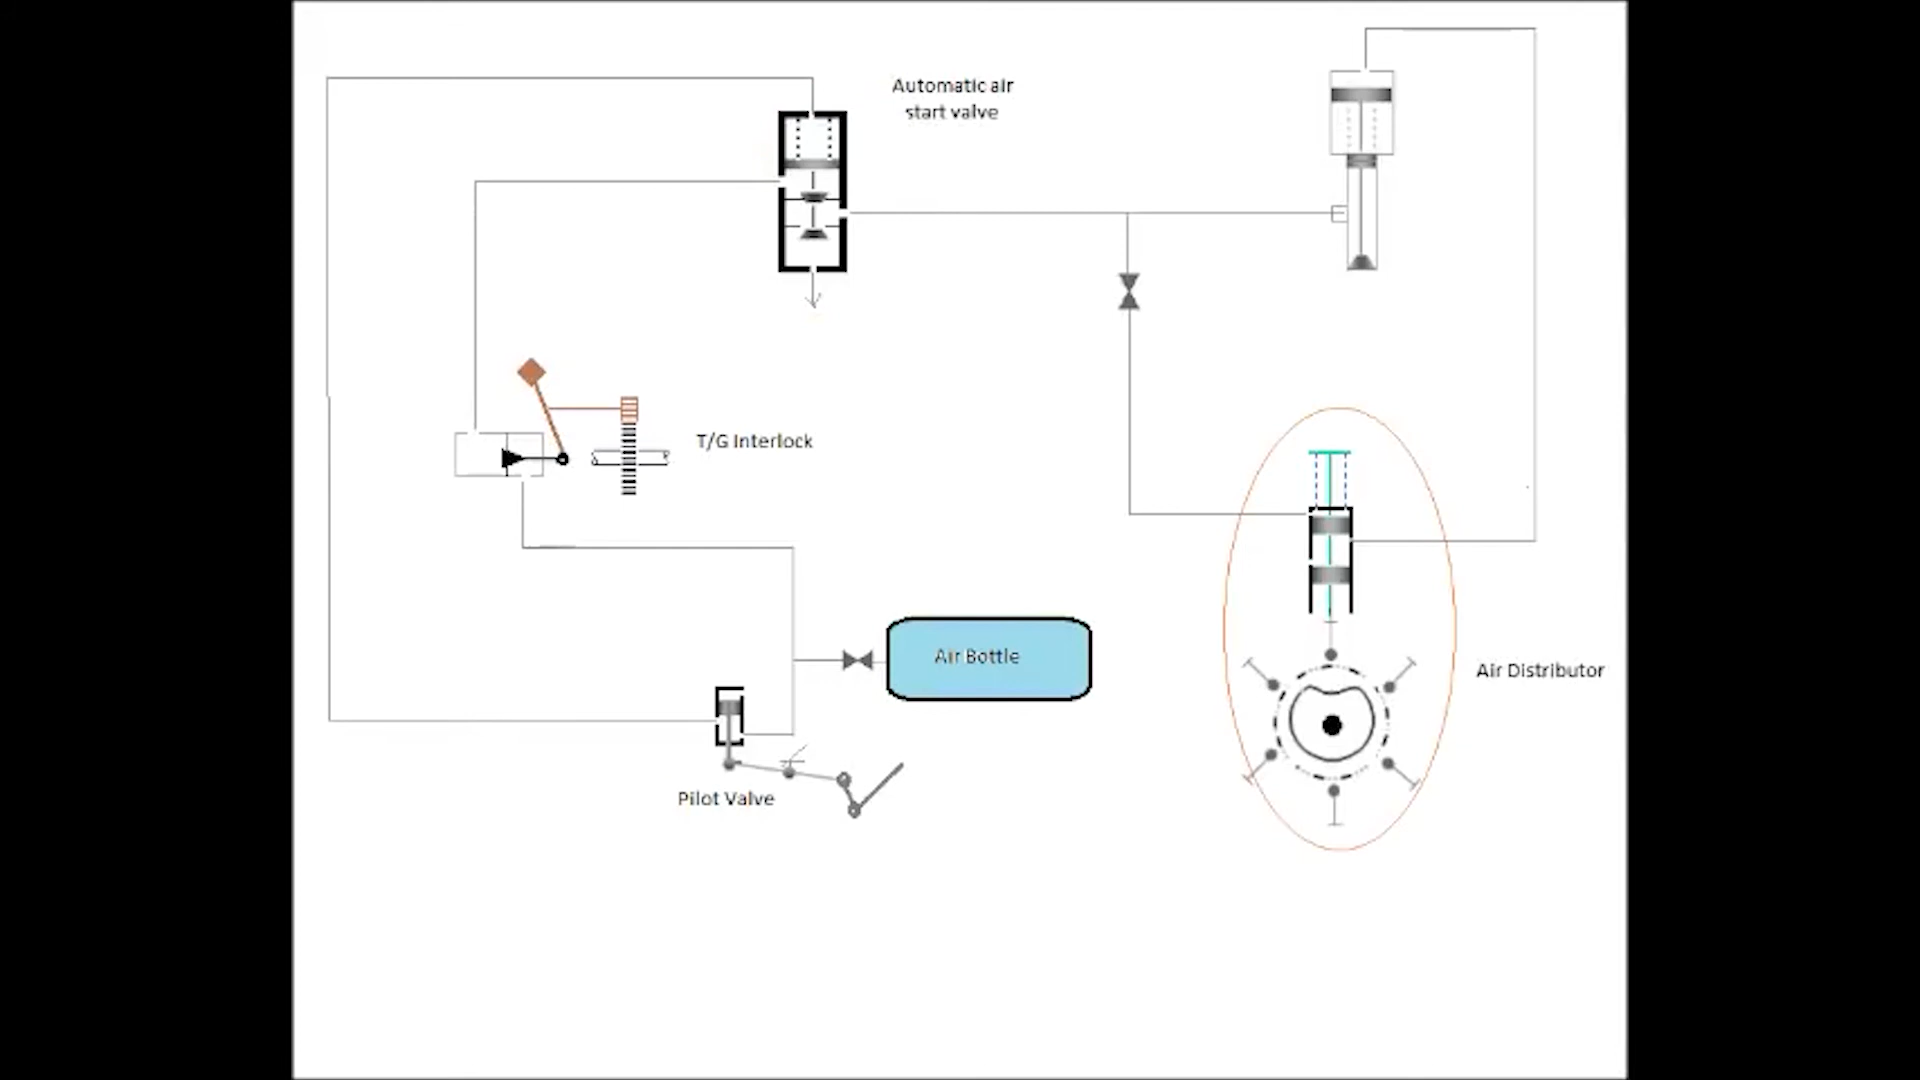 Automatic air
start valve
T/G Interlock
Air Bottle
Air Distributor
Pilot Valve